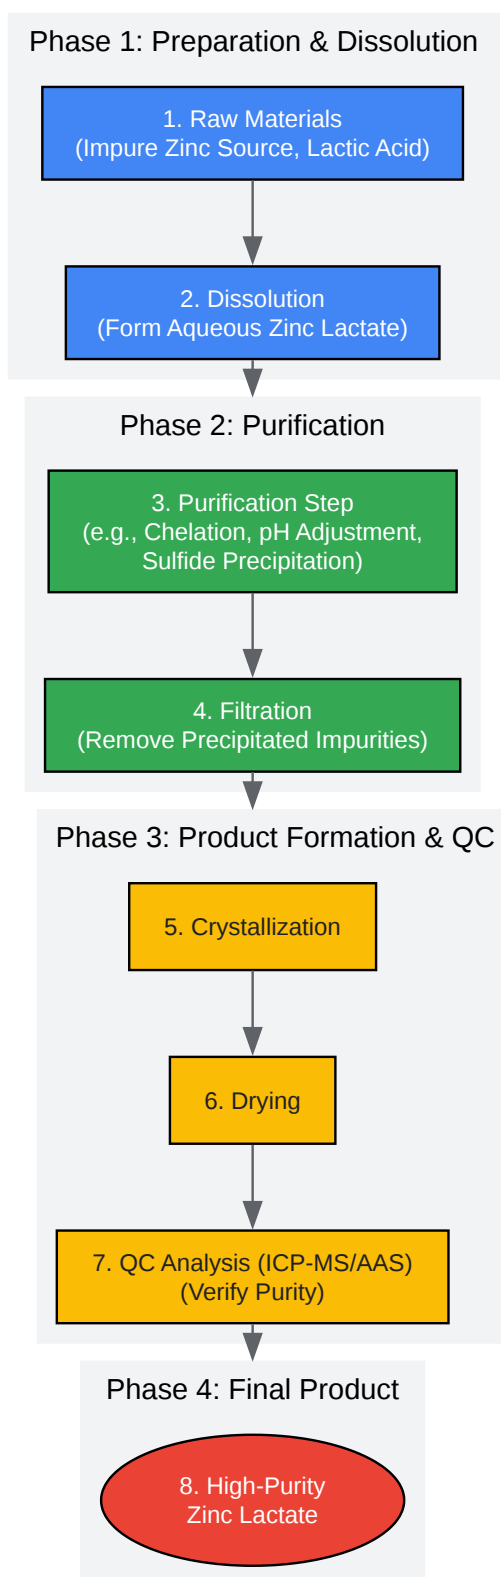 Phase 1: Preparation & Dissolution
1. Raw Materials
(Impure Zinc Source, Lactic Acid)
2. Dissolution
(Form Aqueous Zinc Lactate)
Phase 2: Purification
3. Purification Step
(e.g., Chelation, pH Adjustment,
Sulfide Precipitation)
4. Filtration
(Remove Precipitated Impurities)
Phase 3: Product Formation & QC
5. Crystallization
6. Drying
7. QC Analysis (ICP-MS/AAS)
(Verify Purity)
Phase 4: Final Product
8. High-Purity
Zinc Lactate